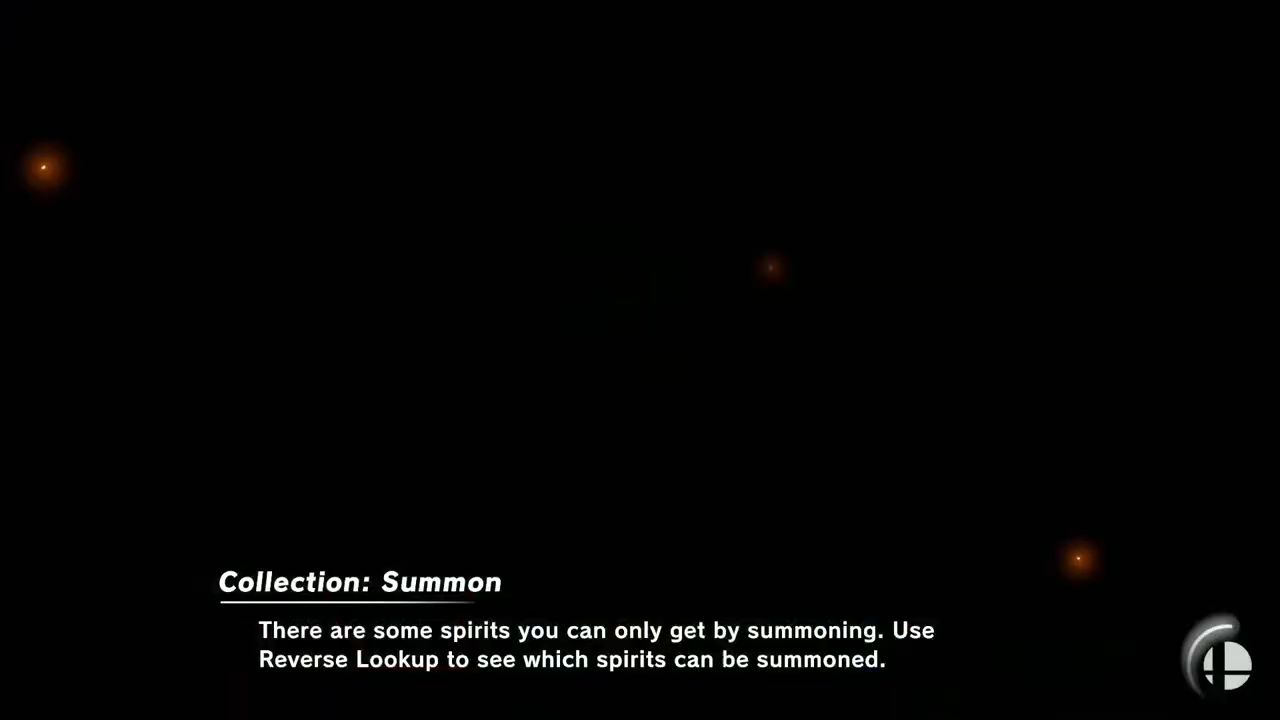 Collection: Summon
There are some spirits you can only get by summoning. Use
Reverse Lookup to see which spirits can be summoned.